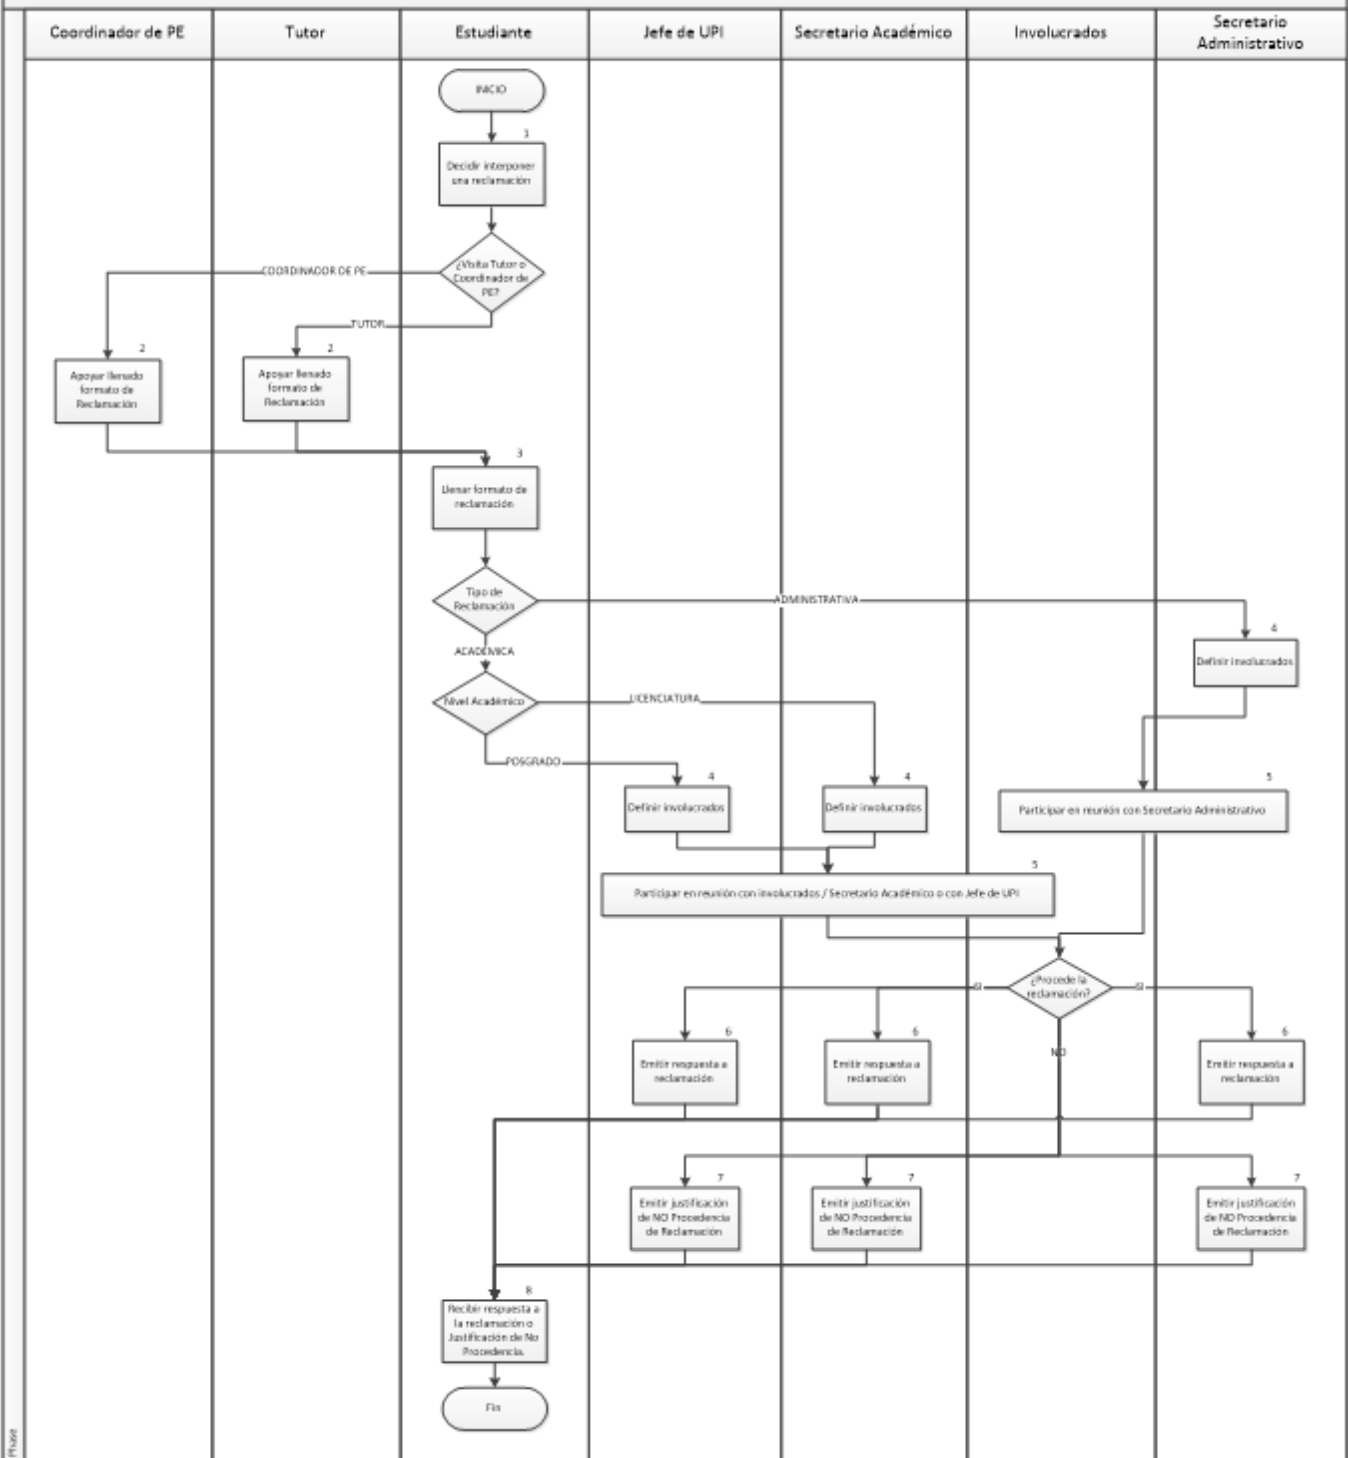 Coordinador de PE
Tutor
Estudiante
Jefe de UPI
Secretario Académico
Involucrados
Secretario
Administrativo
INICIO
1
Decidir interponer
una reclamación
¿Visita Tutor o
Coordinador de
PE?
COORDINADOR DE PE
TUTOR
2
Apoyar llenado
formato de
Reclamación
2
Apoyar llenado
formato de
Reclamación
3
Llenar formato de
reclamación
Tipo de
Reclamación
ADMINISTRATIVA
4
Definir involucrados
ACADÉMICA
Nivel Académico
LICENCIATURA
POSGRADO
4
Definir involucrados
4
Definir involucrados
5
Participar en reunión con Secretario Administrativo
5
Participar en reunión con involucrados / Secretario Académico o con Jefe de UPI
¿Procede la
reclamación?
SI
SI
NO
6
Emitir respuesta a
reclamación
6
Emitir respuesta a
reclamación
6
Emitir respuesta a
reclamación
7
Emitir justificación
de NO Procedencia
de Reclamación
7
Emitir justificación
de NO Procedencia
de Reclamación
7
Emitir justificación
de NO Procedencia
de Reclamación
8
Recibir respuesta a
la reclamación o
Justificación de No
Procedencia.
Fin
Phase